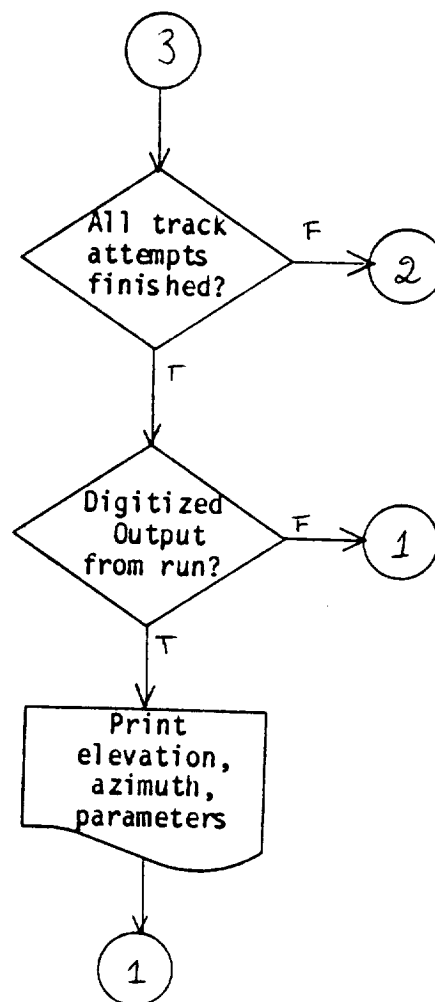 3
All track
attempts
finished?
F
2
T
Digitized
Output
from run?
F
1
T
Print
elevation,
azimuth,
parameters
1